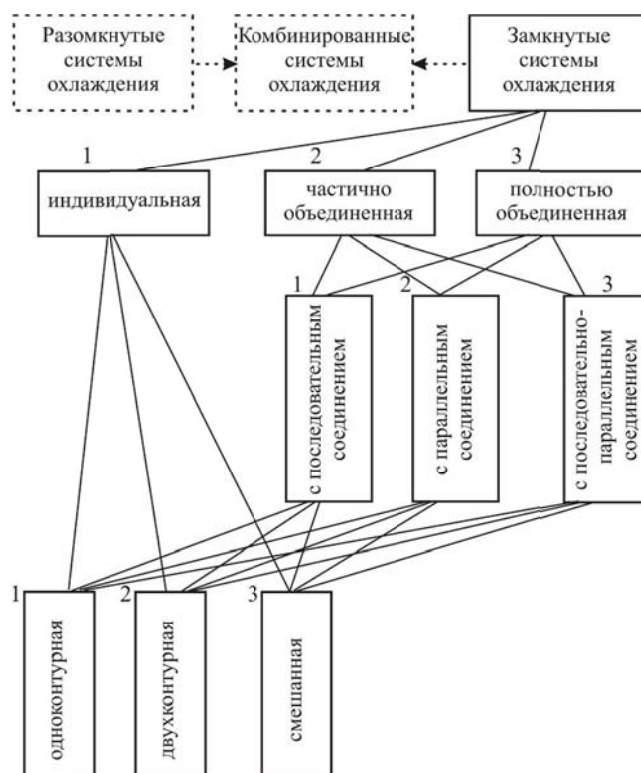 Разомкнутые
системы
охлаждения
Комбинированные
системы
охлаждения
Замкнутые
системы
охлаждения
1
индивидуальная
2
частично
объединенная
3
полностью
объединенная
1
с последовательным
соединением
2
с параллельным
соединением
3
с последовательно-
параллельным
соединением
1
одноконтурная
2
двухконтурная
3
смешанная